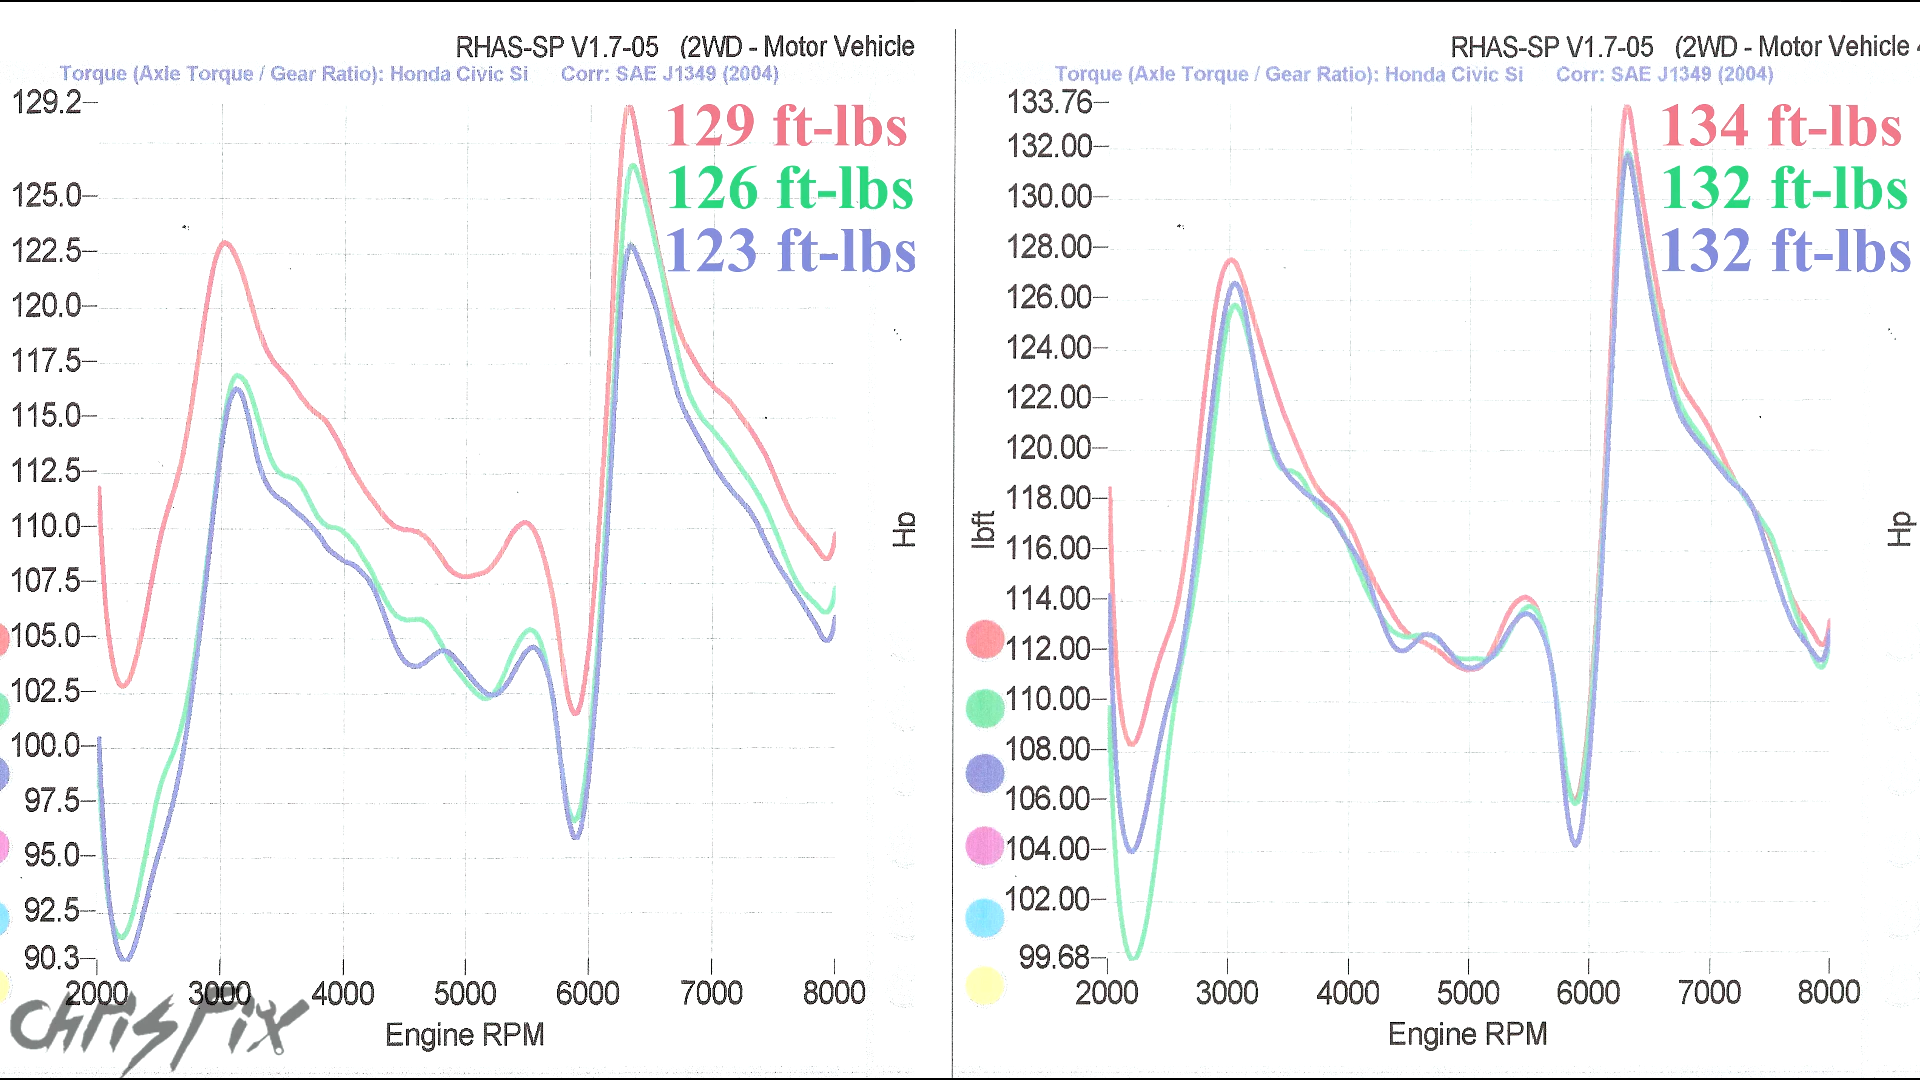 RHAS-SP V1.7-05 (2WD - Motor Vehicle
Torque (Axle Torque / Gear Ratio): Honda Civic Si Corr: SAE J1349 (2004)
129 ft-lbs
126 ft-lbs
123 ft-lbs
129.2
125.0
122.5
120.0
117.5
115.0
112.5
110.0
107.5
105.0
102.5
100.0
97.5
95.0
92.5
90.3
Hp
2000 3000 4000 5000 6000 7000 8000
Engine RPM
ChrisFix
RHAS-SP V1.7-05 (2WD - Motor Vehicle
Torque (Axle Torque / Gear Ratio): Honda Civic Si Corr: SAE J1349 (2004)
134 ft-lbs
132 ft-lbs
132 ft-lbs
133.76
132.00
130.00
128.00
126.00
124.00
122.00
120.00
118.00
116.00
114.00
112.00
110.00
108.00
106.00
104.00
102.00
99.68
lbft
Hp
2000 3000 4000 5000 6000 7000 8000
Engine RPM